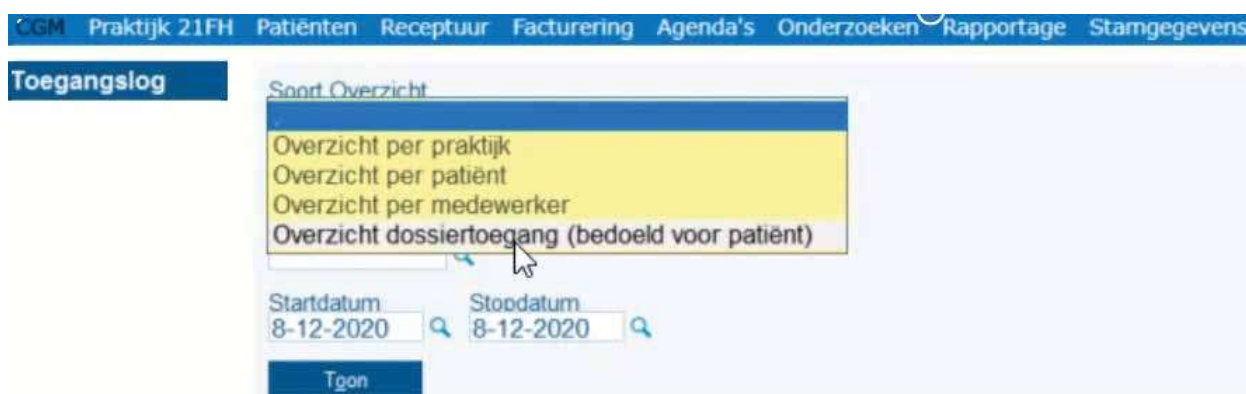 CGM Praktijk 21FH Patiënten Receptuur Facturering Agenda's Onderzoeken Rapportage Stamgegevens
Toegangslog
Soort Overzicht
Overzicht per praktijk
Overzicht per patiënt
Overzicht per medewerker
Overzicht dossiertoegang (bedoeld voor patiënt)
Startdatum Stopdatum
8-12-2020 8-12-2020
Toon